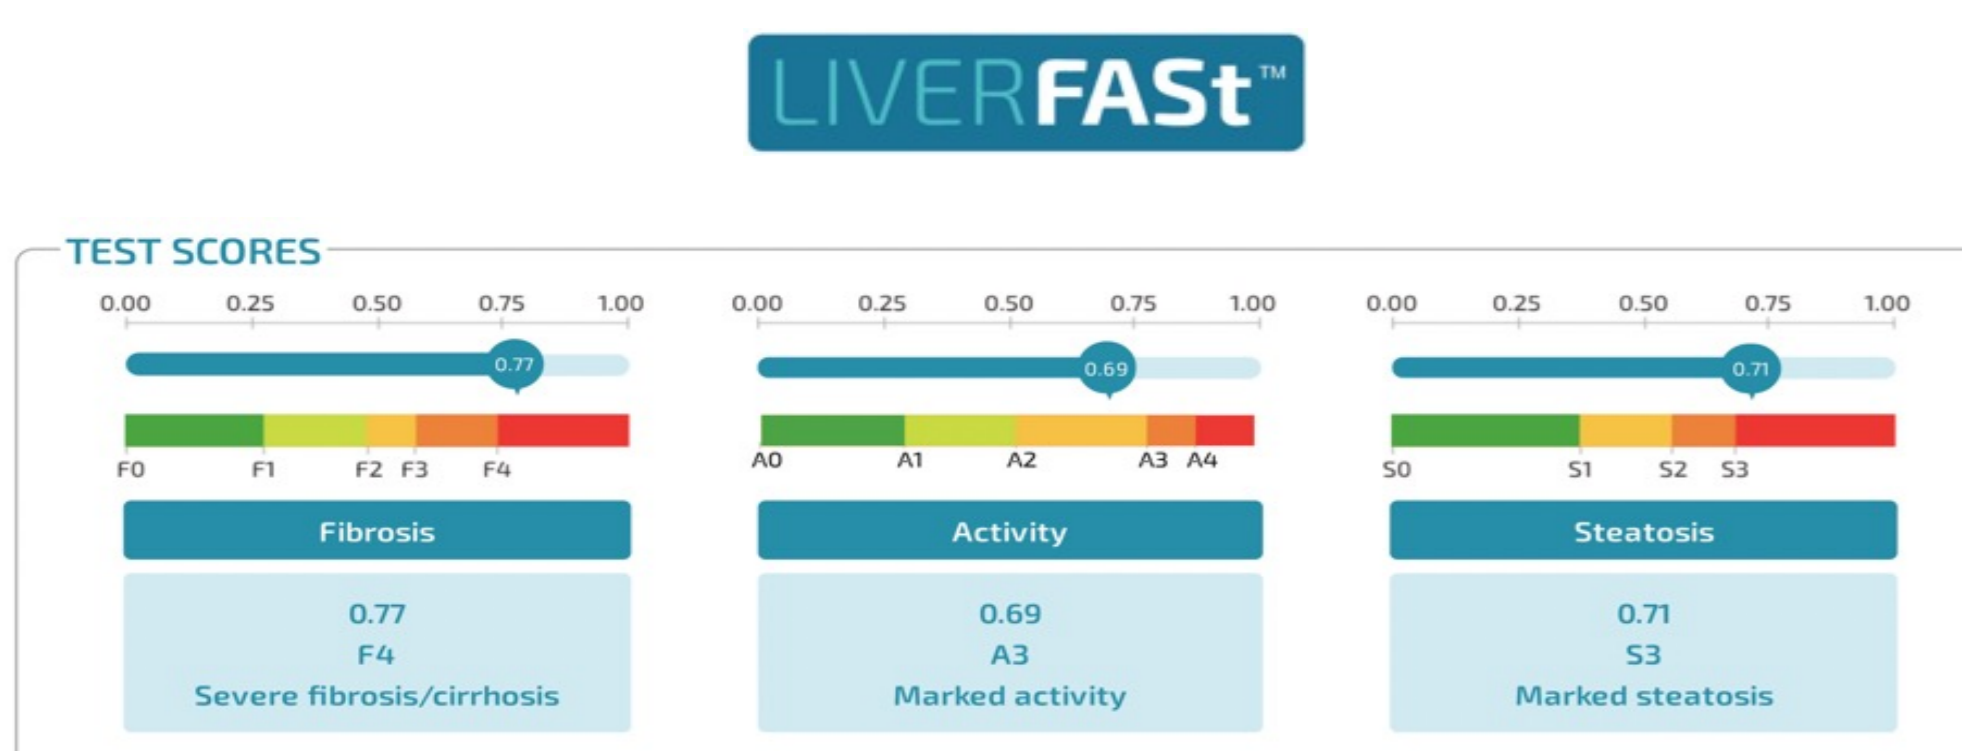 LIVERFASt™
TEST SCORES
0.00 0.25 0.50 0.75 1.00
0.77
F0 F1 F2 F3 F4
Fibrosis
0.77
F4
Severe fibrosis/cirrhosis
0.00 0.25 0.50 0.75 1.00
0.69
A0 A1 A2 A3 A4
Activity
0.69
A3
Marked activity
0.00 0.25 0.50 0.75 1.00
0.71
S0 S1 S2 S3
Steatosis
0.71
S3
Marked steatosis